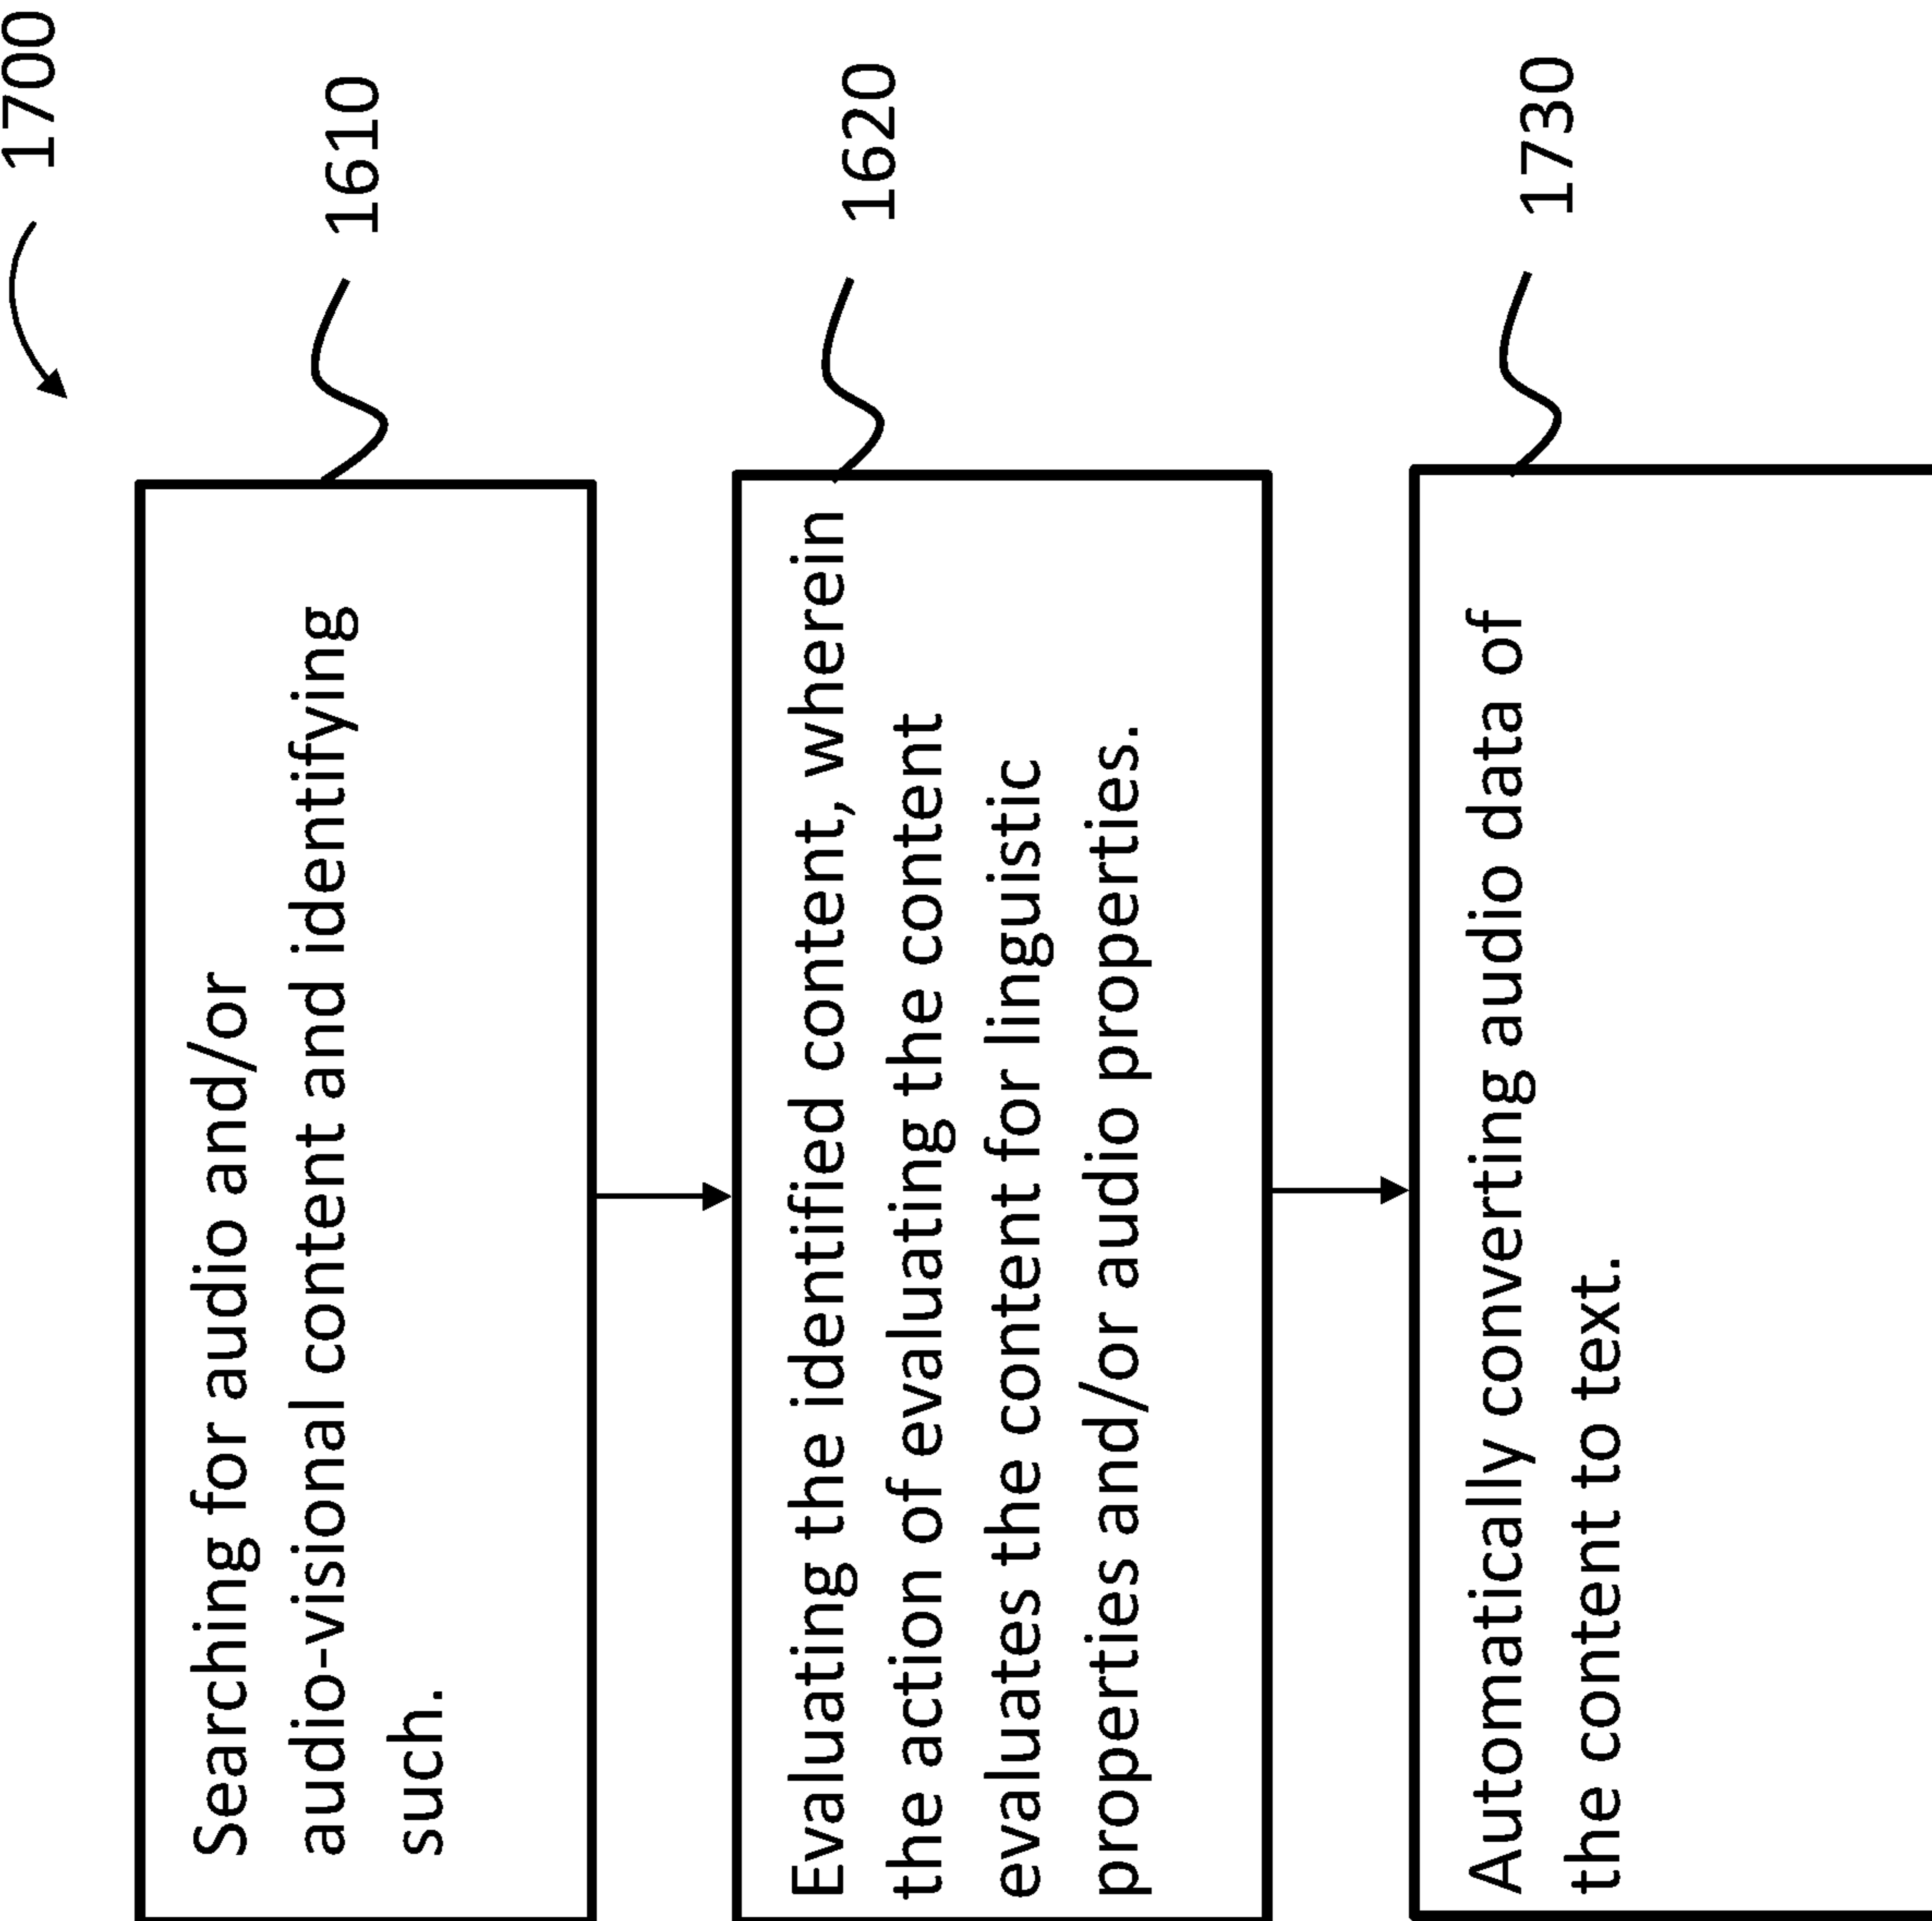 1700
Searching for audio and/or
audio-visional content and identifying
such.
1610
Evaluating the identified content, wherein
the action of evaluating the content
evaluates the content for linguistic
properties and/or audio properties.
1620
Automatically converting audio data of
the content to text.
1730